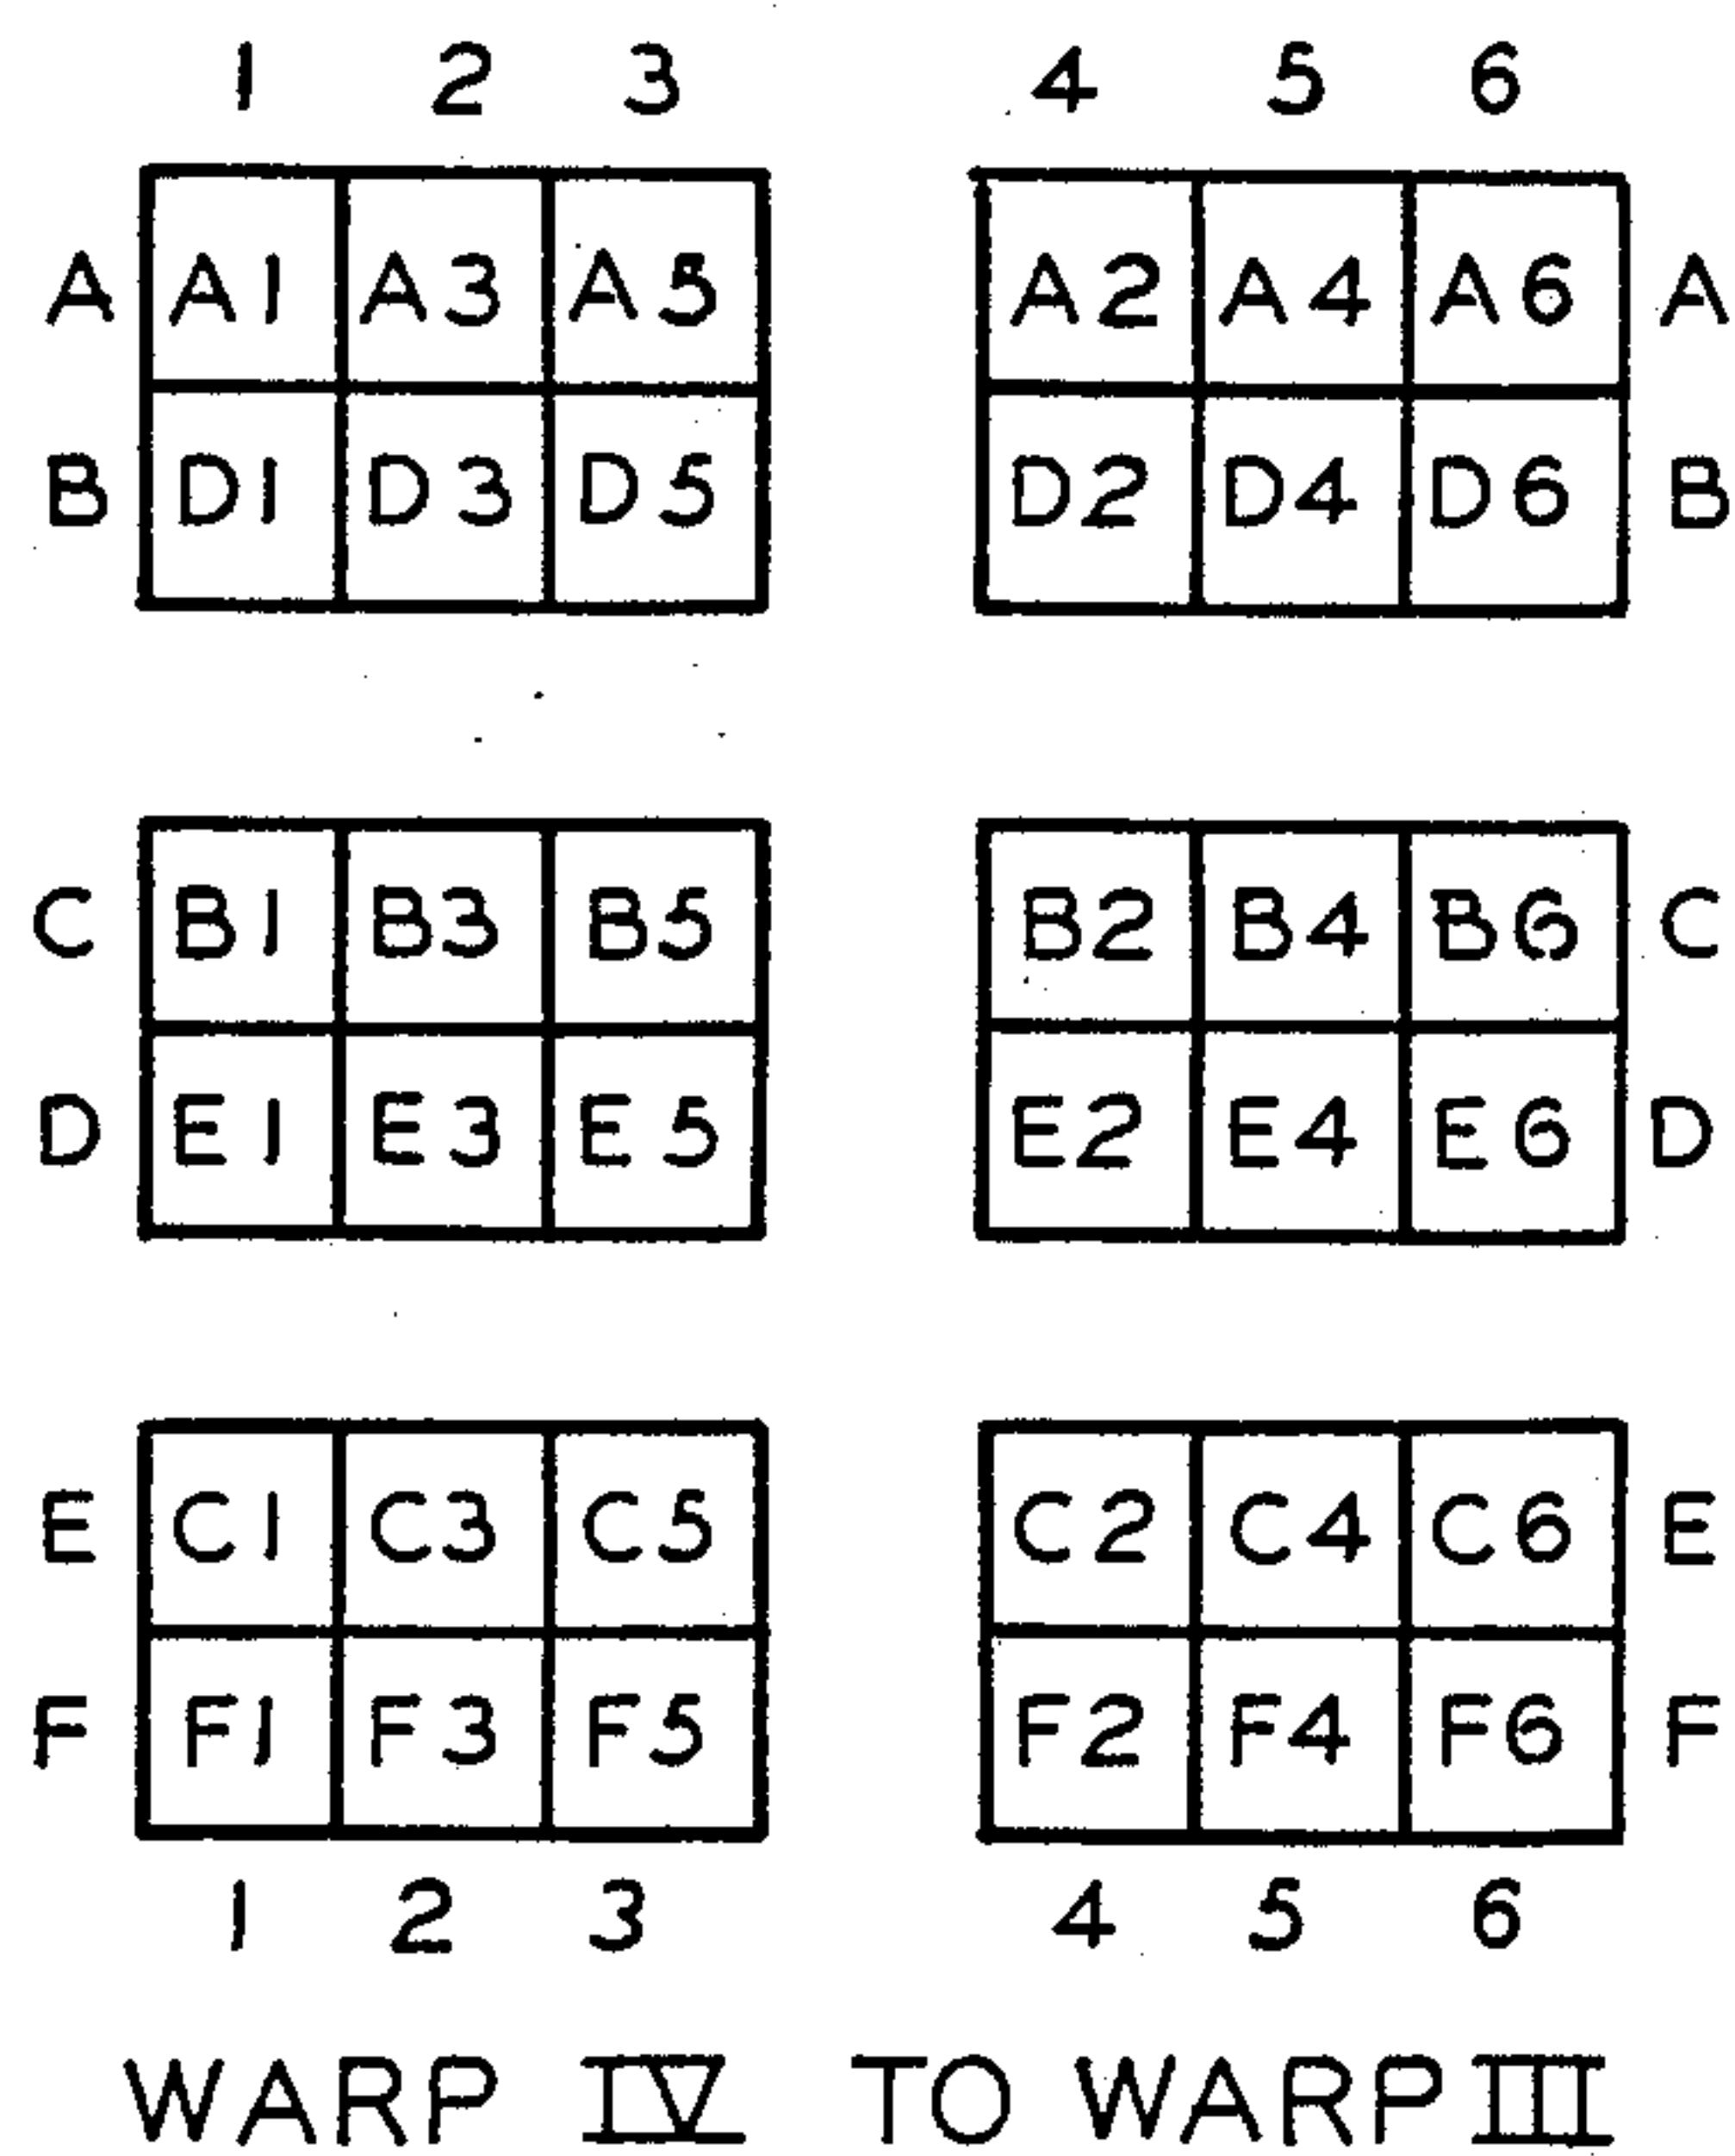 1 2 3 4 5 6
A A1 A3 A5 A2 A4 A6 A
B D1 D3 D5 D2 D4 D6 B
C B1 B3 B5 B2 B4 B6 C
D E1 E3 E5 E2 E4 E6 D
E C1 C3 C5 C2 C4 C6 E
F F1 F3 F5 F2 F4 F6 F
1 2 3 4 5 6
WARP IV TO WARP III